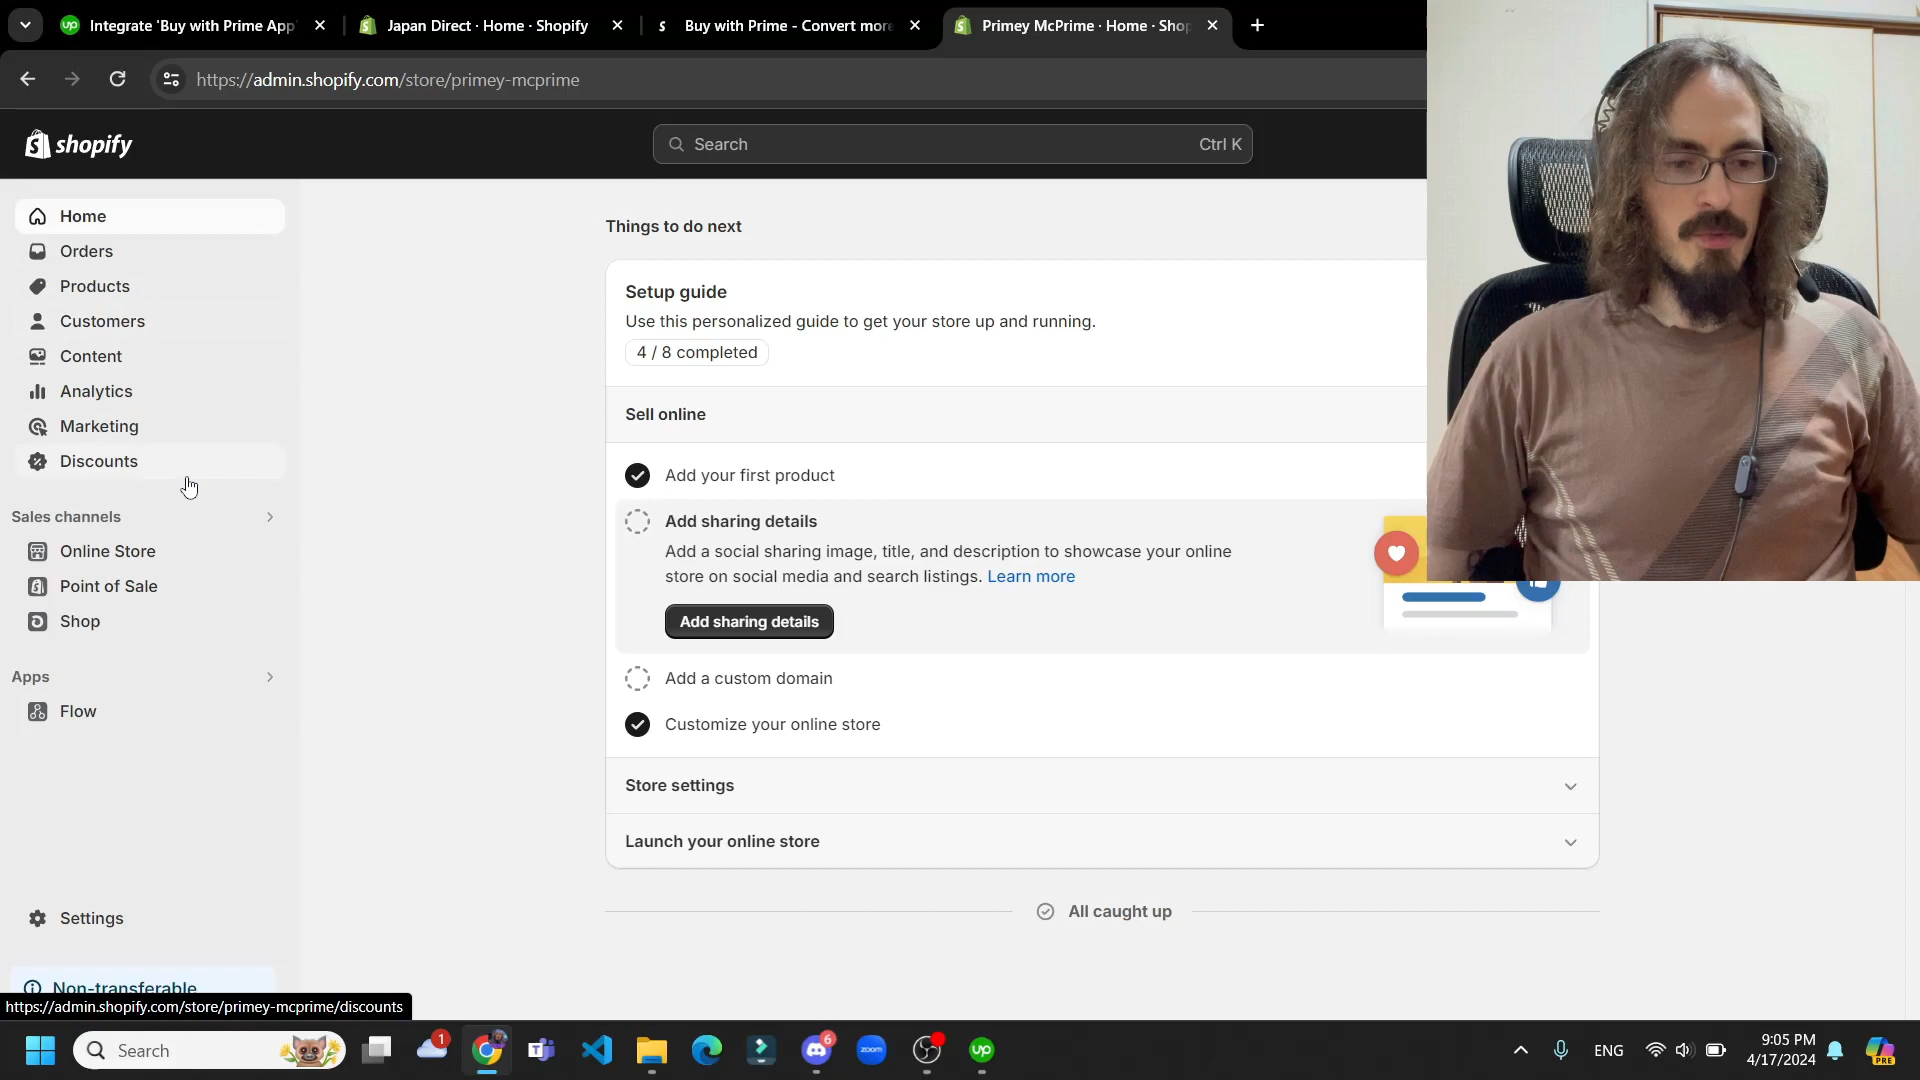 Integrate 'Buy with Prime App'
Japan Direct · Home · Shopify
Buy with Prime - Convert more
Primey McPrime · Home · Shop
https://admin.shopify.com/store/primey-mcprime
shopify
Search
Ctrl K
Home
Orders
Products
Customers
Content
Analytics
Marketing
Discounts
Sales channels
Online Store
Point of Sale
Shop
Apps
Flow
Settings
Non-transferable
https://admin.shopify.com/store/primey-mcprime/discounts
Things to do next
Setup guide
Use this personalized guide to get your store up and running.
4 / 8 completed
Sell online
Add your first product
Add sharing details
Add a social sharing image, title, and description to showcase your online
store on social media and search listings. Learn more
Add sharing details
Add a custom domain
Customize your online store
Store settings
Launch your online store
All caught up
Search
1
6
zoom
up
ENG
9:05 PM
4/17/2024
PRE